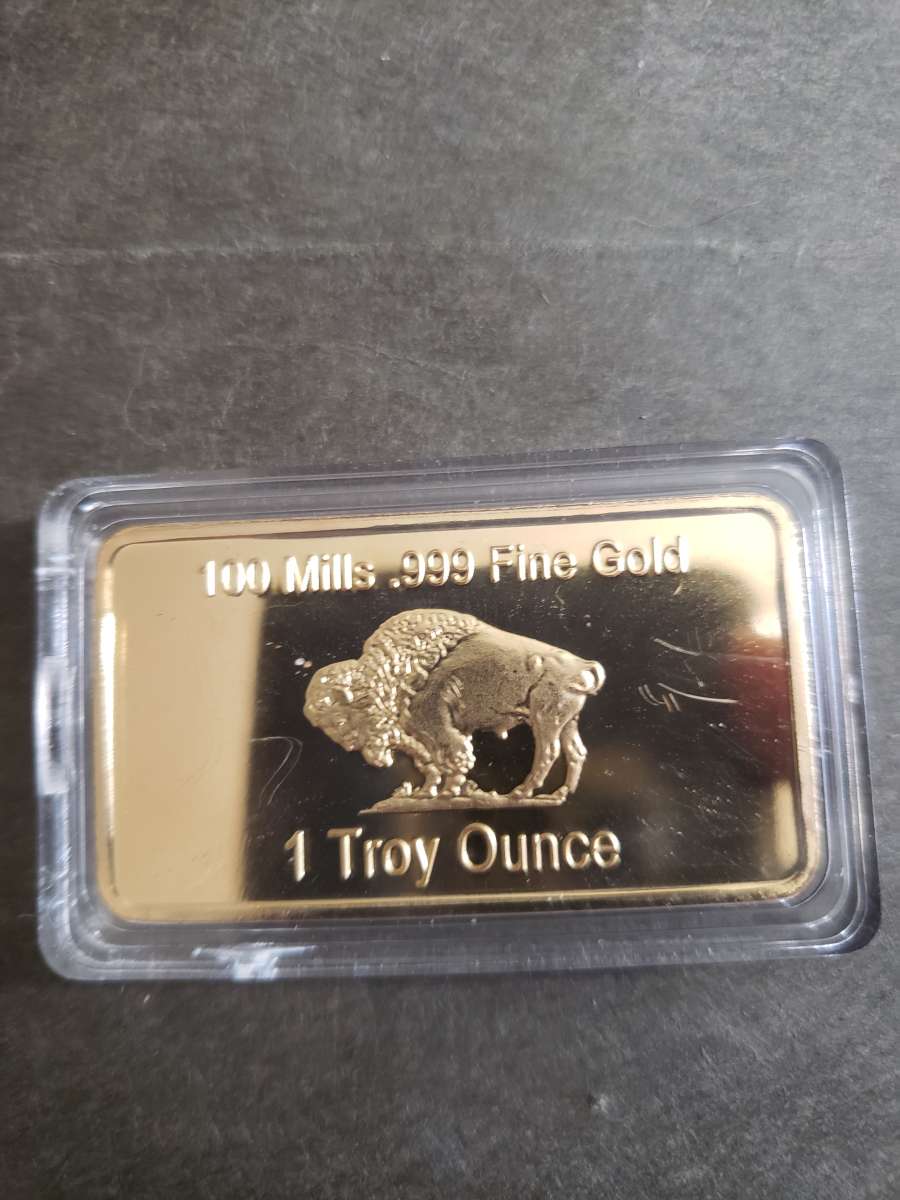 100 Mills .999 Fine Gold
1 Troy Ounce